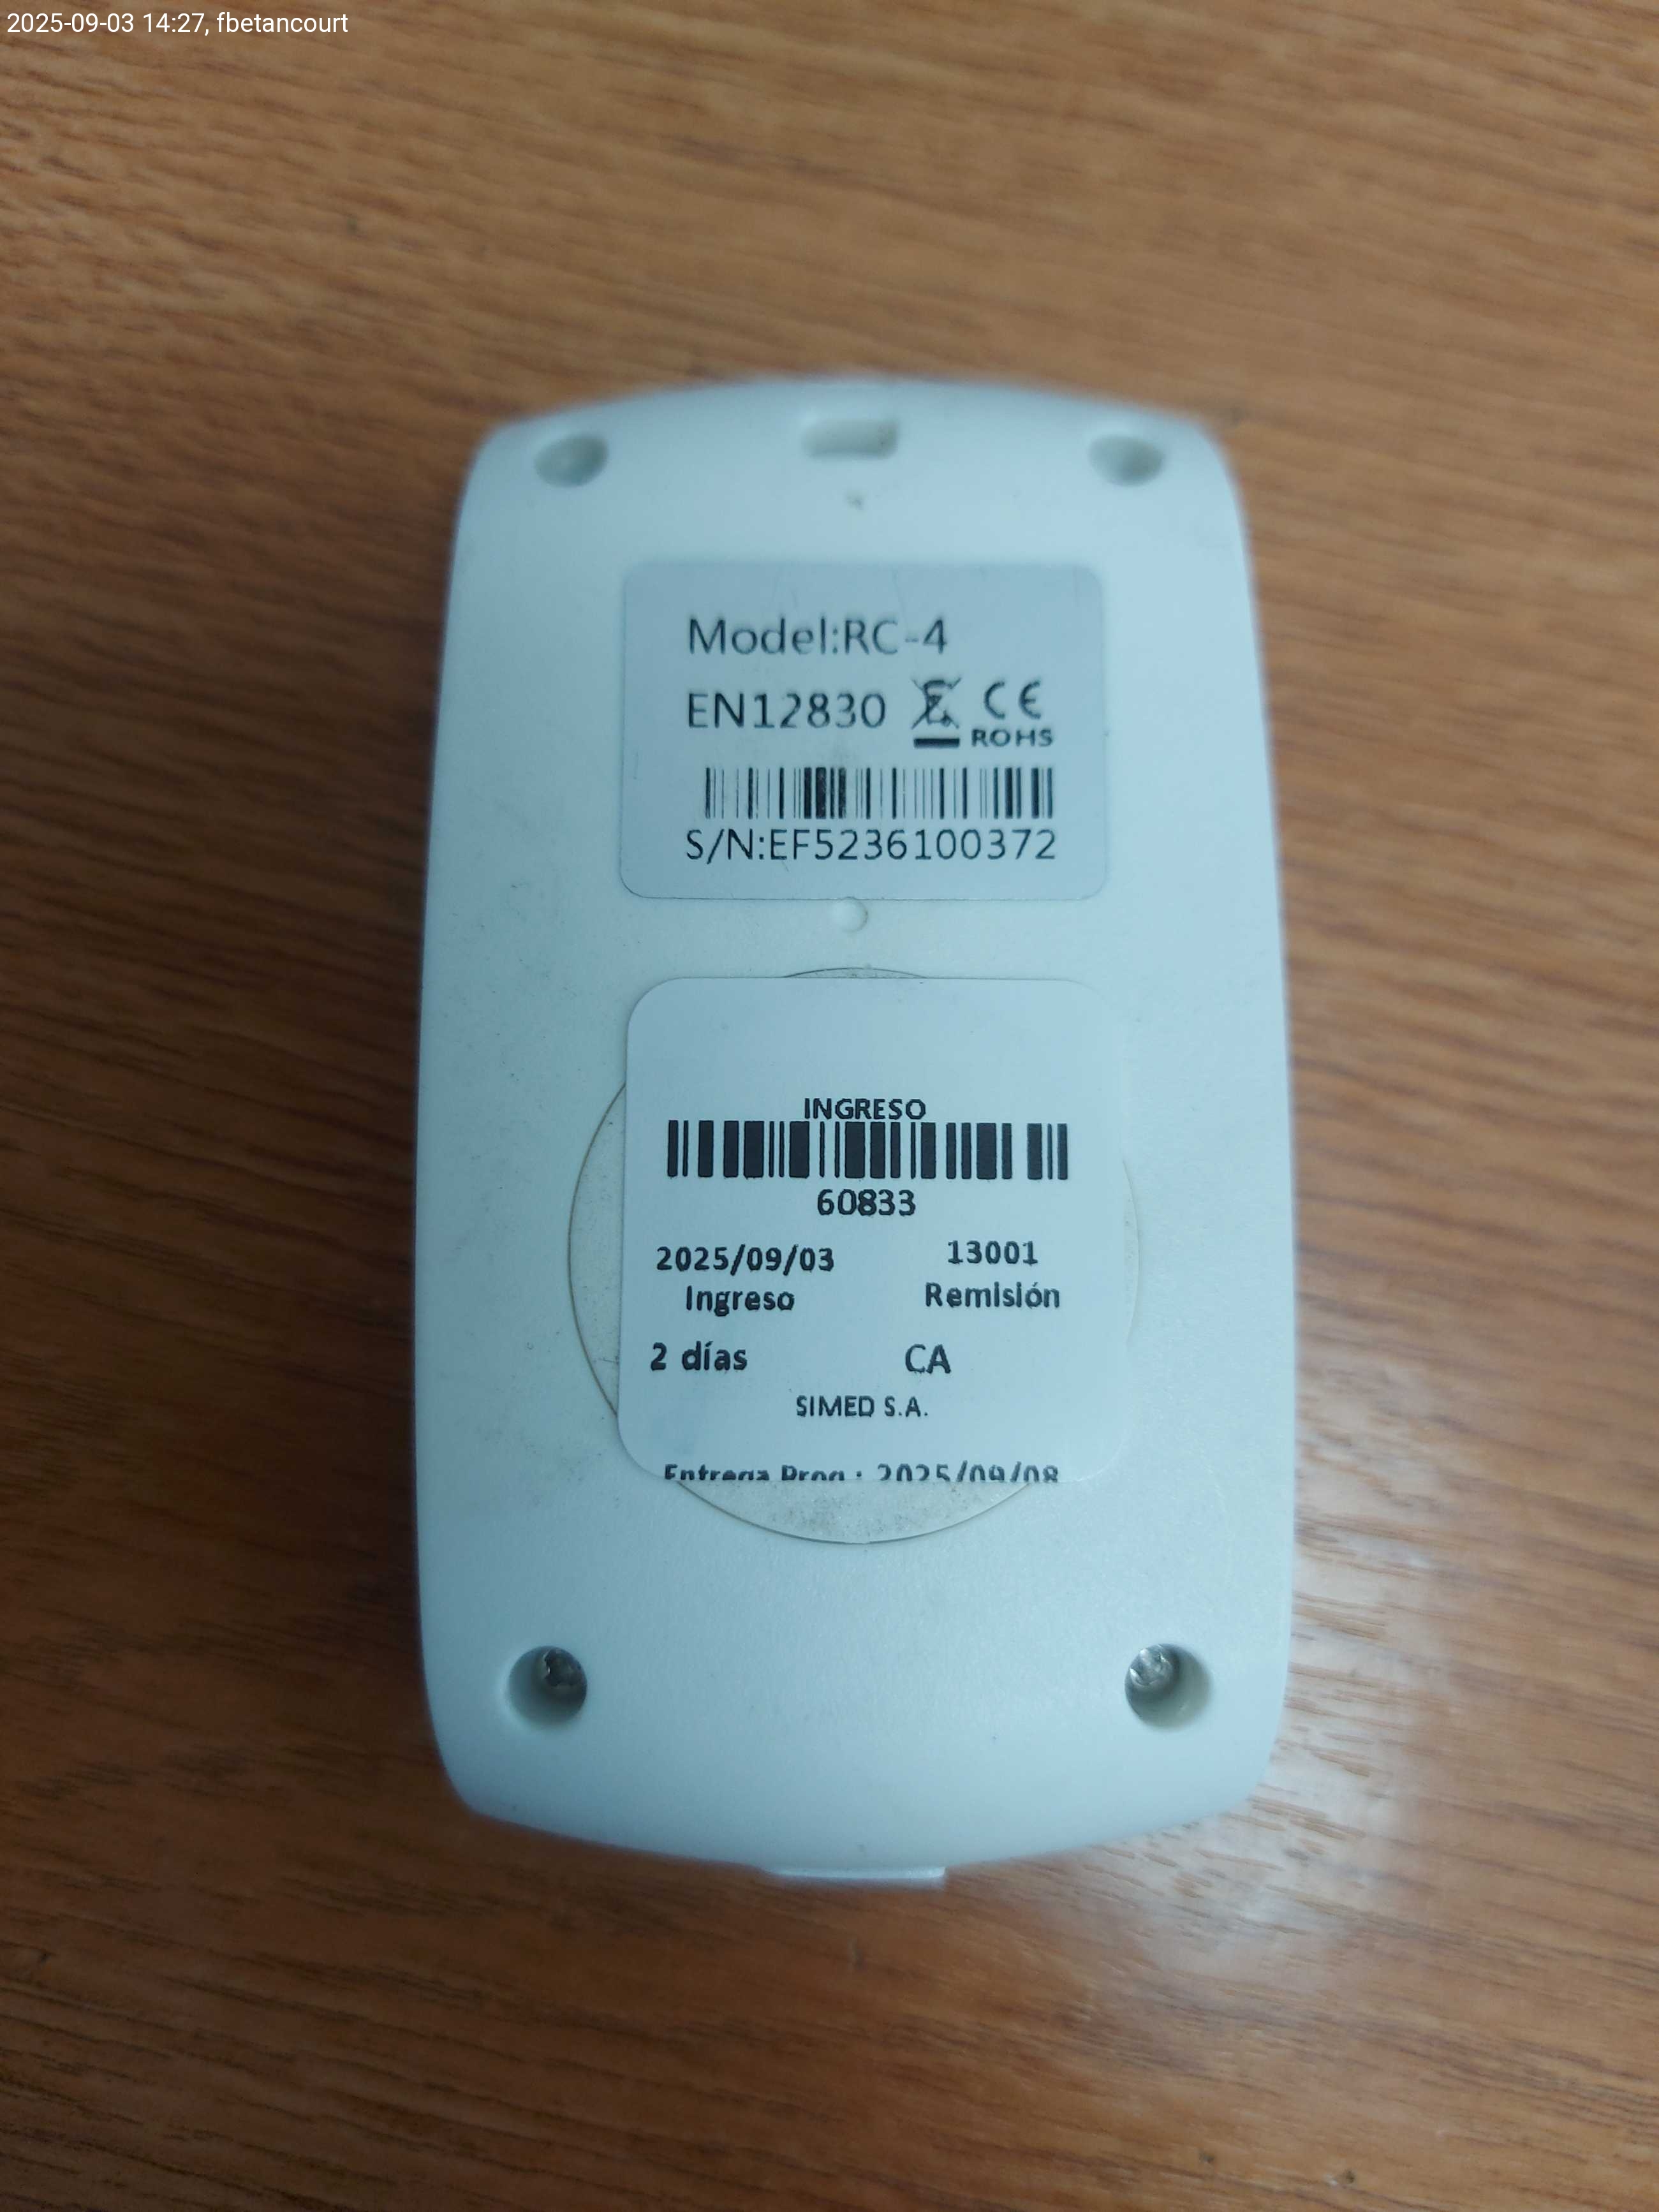 2025-09-03 14:27, fbetancourt
Model:RC-4
EN12830 CE
ROHS
S/N:EF5236100372
INGRESO
60833
2025/09/03 13001
Ingreso Remisión
2 días CA
SIMED S.A.
Entrega Prog.: 2025/09/08